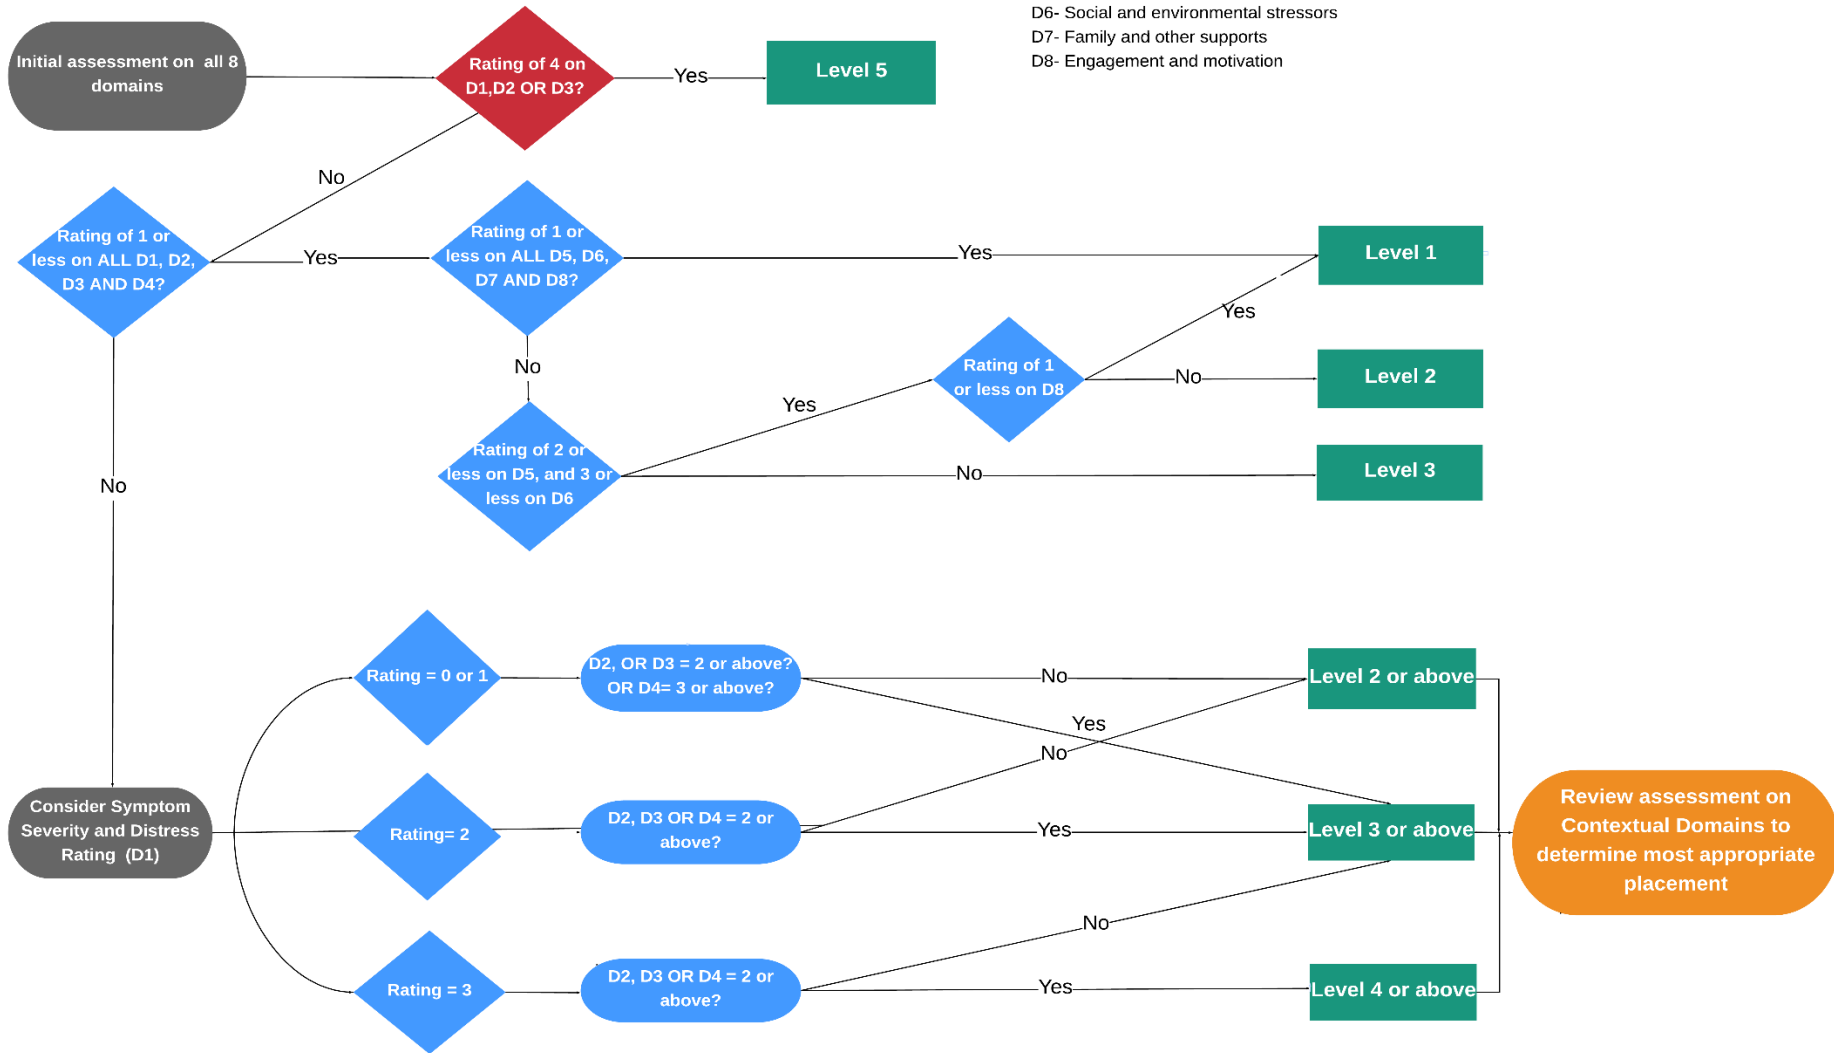 D6- Social and environmental stressors
D7- Family and other supports
D8- Engagement and motivation
Initial assessment on  all 8
domains
Rating of 4 on
D1,D2 OR D3?
Yes
Level 5
No
Rating of 1 or
less on ALL D1, D2,
D3 AND D4?
Yes
Rating of 1 or
less on ALL D5, D6,
D7 AND D8?
Yes
Level 1
No
Rating of 1
or less on D8
Yes
No
Level 2
Rating of 2 or
less on D5, and 3 or
less on D6
Yes
No
Level 3
No
Consider Symptom
Severity and Distress
Rating  (D1)
Rating = 0 or 1
D2, OR D3 = 2 or above?
OR D4= 3 or above?
No
Yes
Level 2 or above
Rating= 2
D2, D3 OR D4 = 2 or
above?
No
Yes
Level 3 or above
Rating = 3
D2, D3 OR D4 = 2 or
above?
No
Yes
Level 4 or above
Review assessment on
Contextual Domains to
determine most appropriate
placement